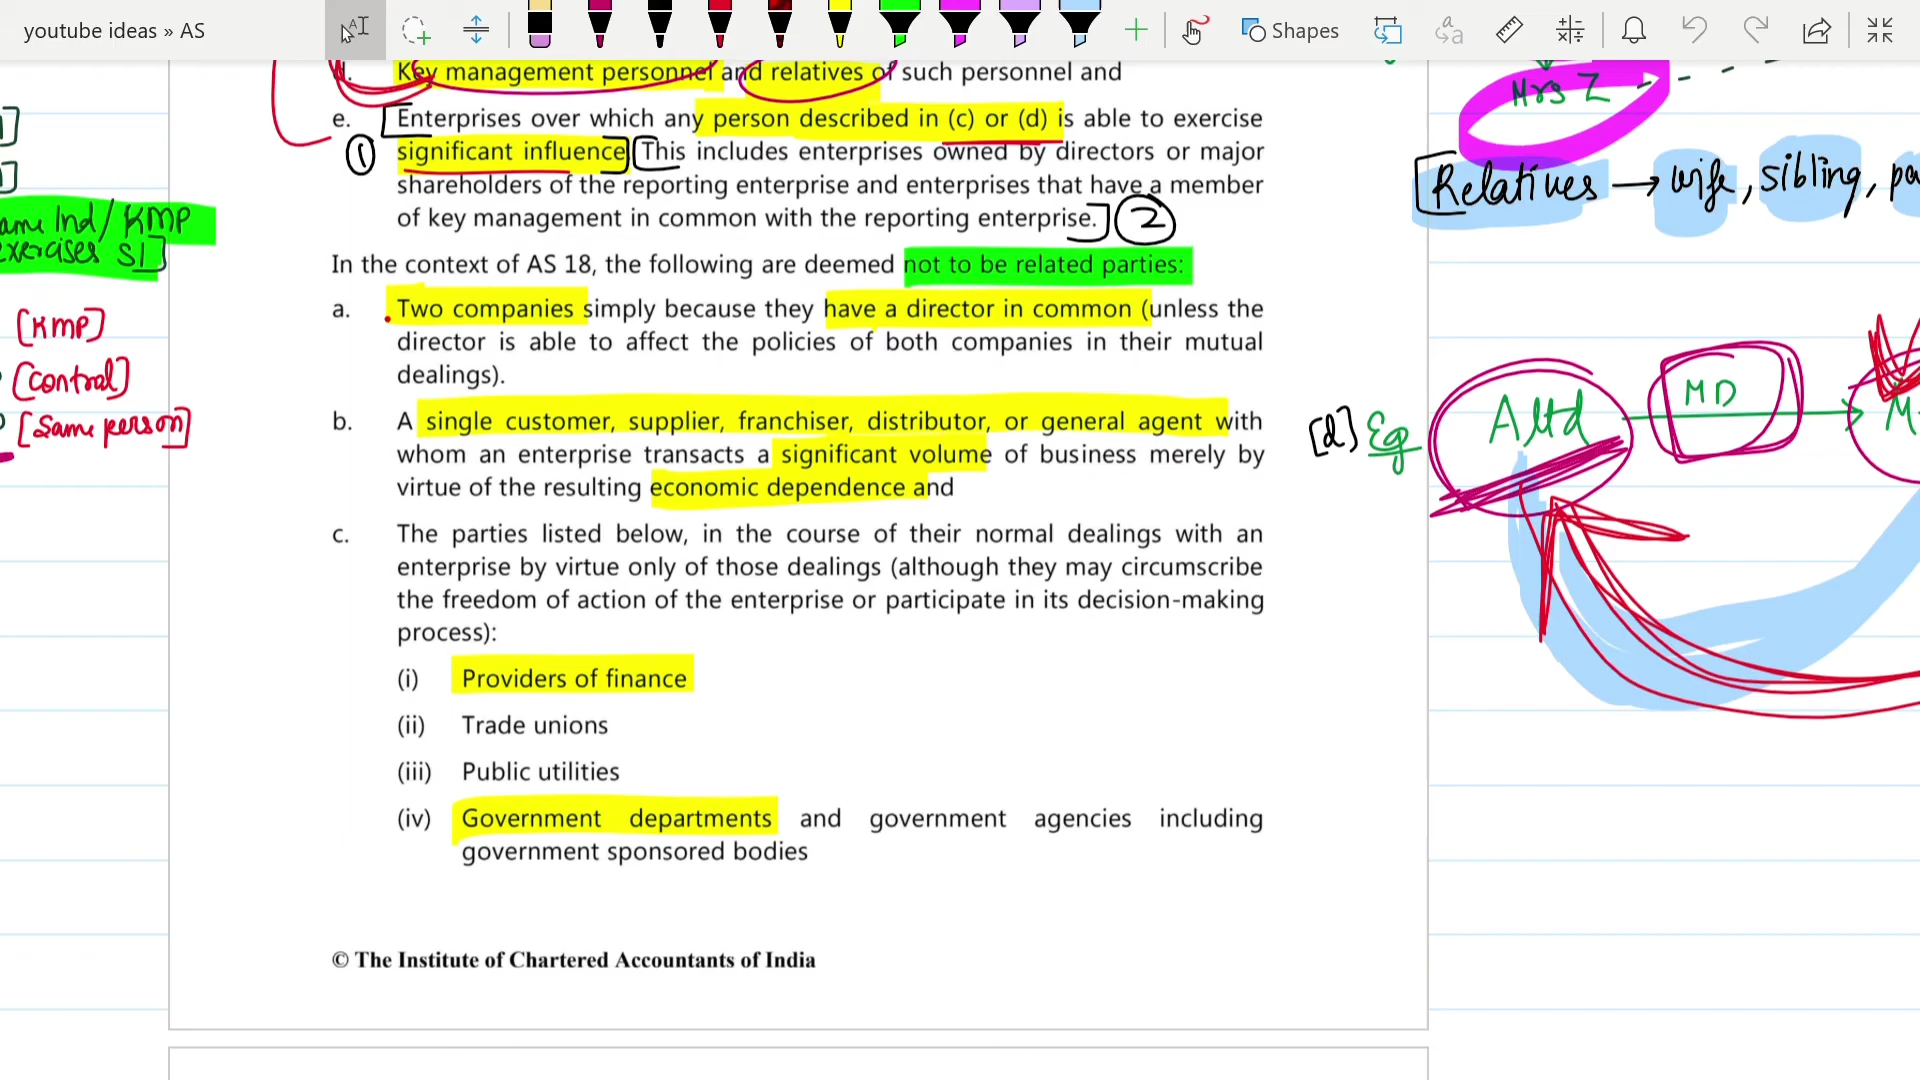 youtube ideas » AS
Shapes
Key management personnel and relatives of such personnel and
e. Enterprises over which any person described in (c) or (d) is able to exercise
① significant influence. This includes enterprises owned by directors or major
shareholders of the reporting enterprise and enterprises that have a member
of key management in common with the reporting enterprise.] ②
In the context of AS 18, the following are deemed not to be related parties:
a. Two companies simply because they have a director in common (unless the
director is able to affect the policies of both companies in their mutual
dealings).
b. A single customer, supplier, franchiser, distributor, or general agent with
whom an enterprise transacts a significant volume of business merely by
virtue of the resulting economic dependence and
c. The parties listed below, in the course of their normal dealings with an
enterprise by virtue only of those dealings (although they may circumscribe
the freedom of action of the enterprise or participate in its decision-making
process):
(i) Providers of finance
(ii) Trade unions
(iii) Public utilities
(iv) Government departments and government agencies including
government sponsored bodies
© The Institute of Chartered Accountants of India
Ind/KMP
SI]
[KMP]
[Control]
[Same person]
Mrs Z
[Relatives → wife, sibling,
[d] Eg A Ltd MD